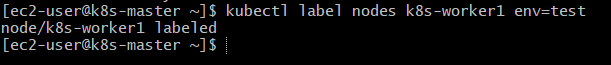 [ec2-user@k8s-master ~]$ kubectl label nodes k8s-worker1 env=test
node/k8s-worker1 labeled
[ec2-user@k8s-master ~]$